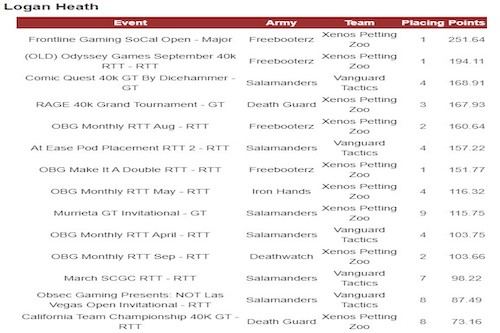 Logan Heath
Event Army Team Placing Points
Frontline Gaming SoCal Open - Major Freebooterz Xenos Petting Zoo 1 251.64
(OLD) Odyssey Games September 40k RTT - RTT Freebooterz Xenos Petting Zoo 1 194.11
Comic Quest 40k GT By Dicehammer - GT Salamanders Vanguard Tactics 4 168.91
RAGE 40k Grand Tournament - GT Death Guard Xenos Petting Zoo 3 167.93
OBG Monthly RTT Aug - RTT Freebooterz Xenos Petting Zoo 2 160.64
At Ease Pod Placement RTT 2 - RTT Salamanders Vanguard Tactics 4 157.22
OBG Make It A Double RTT - RTT Freebooterz Xenos Petting Zoo 1 151.77
OBG Monthly RTT May - RTT Iron Hands Xenos Petting Zoo 4 116.32
Murrieta GT Invitational - GT Salamanders Xenos Petting Zoo 9 115.75
OBG Monthly RTT April - RTT Salamanders Vanguard Tactics 4 103.75
OBG Monthly RTT Sep - RTT Deathwatch Xenos Petting Zoo 2 103.66
March SCGC RTT - RTT Salamanders Vanguard Tactics 7 98.22
Obsec Gaming Presents: NOT Las Vegas Open Invitational - RTT Salamanders Vanguard Tactics 8 87.49
California Team Championship 40K GT - RTT Death Guard Xenos Petting Zoo 8 73.16